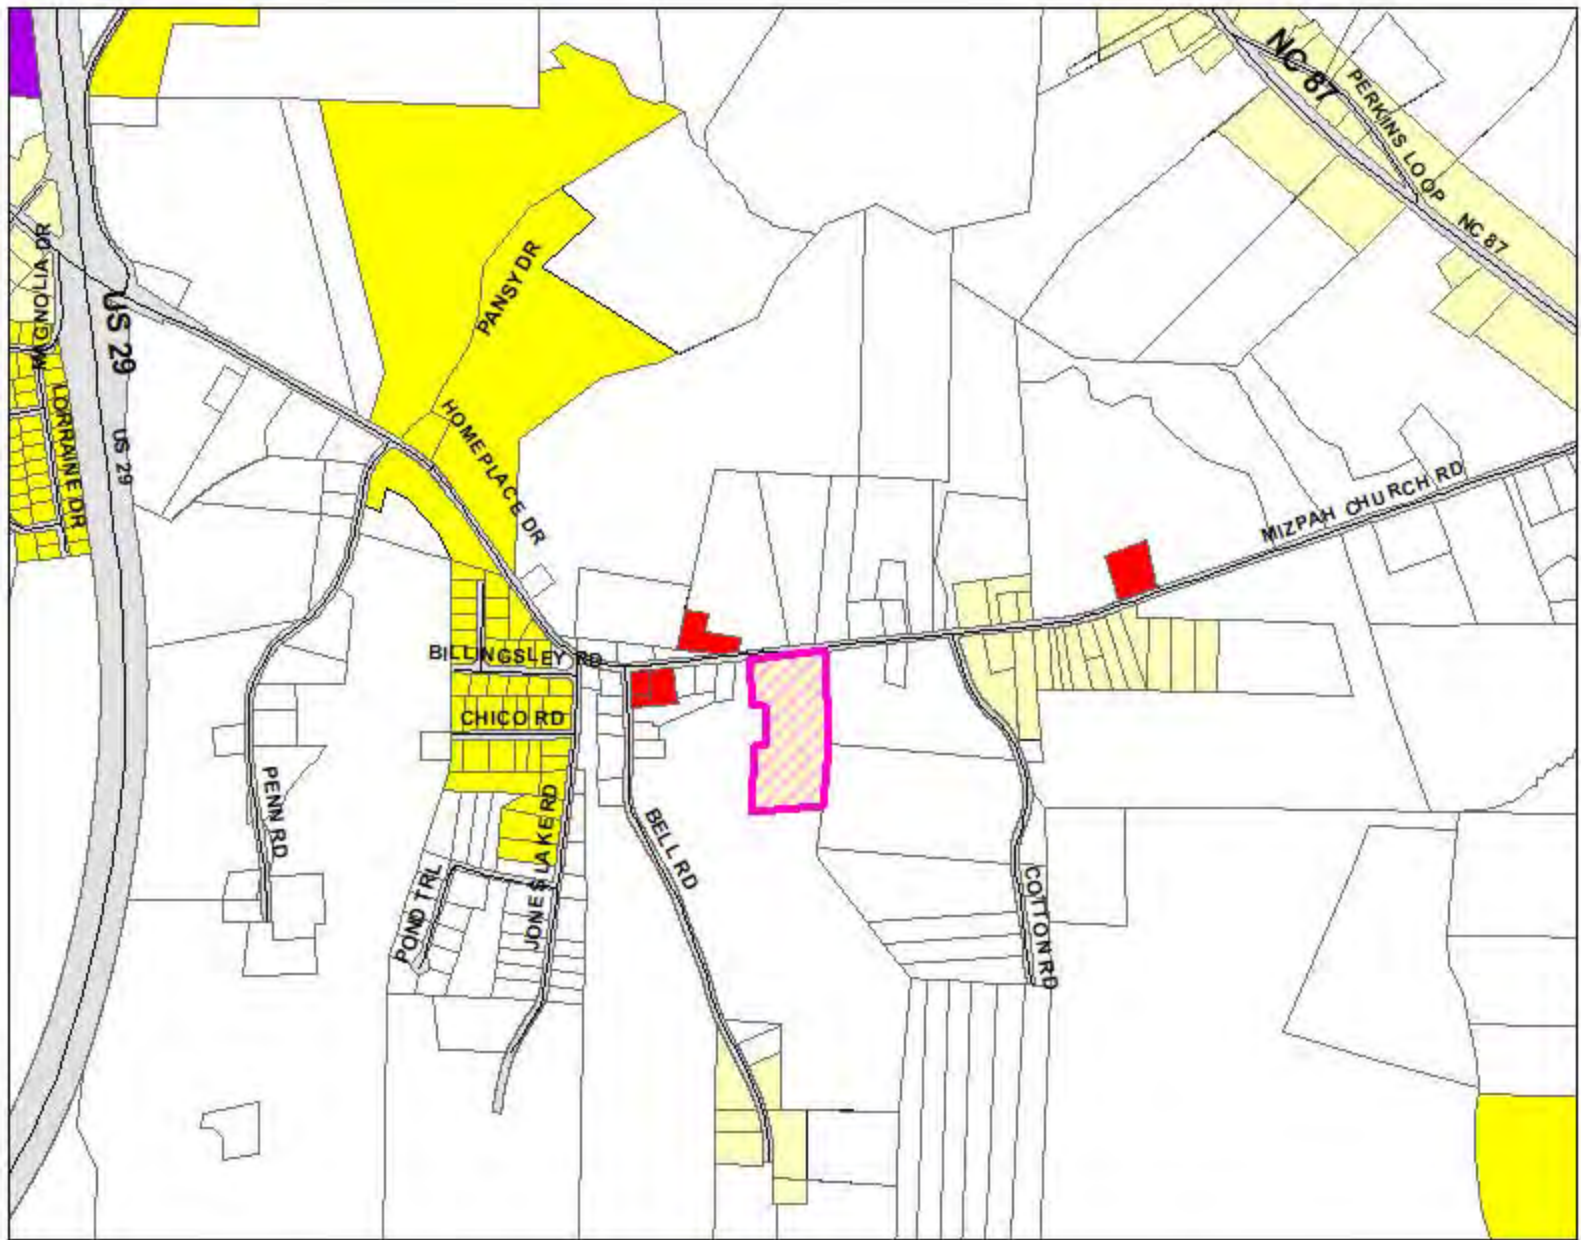 NC 87
PERKINS LOOP
NC 87
MAGNOLIA DR
PANSY DR
US 29
LORRAINE DR
US 29
HOMEPLACE DR
MIZPAH CHURCH RD
BILLINGSLEY RD
CHICO RD
PENN RD
JONES LAKE RD
BELL RD
POND TRL
COTTON RD